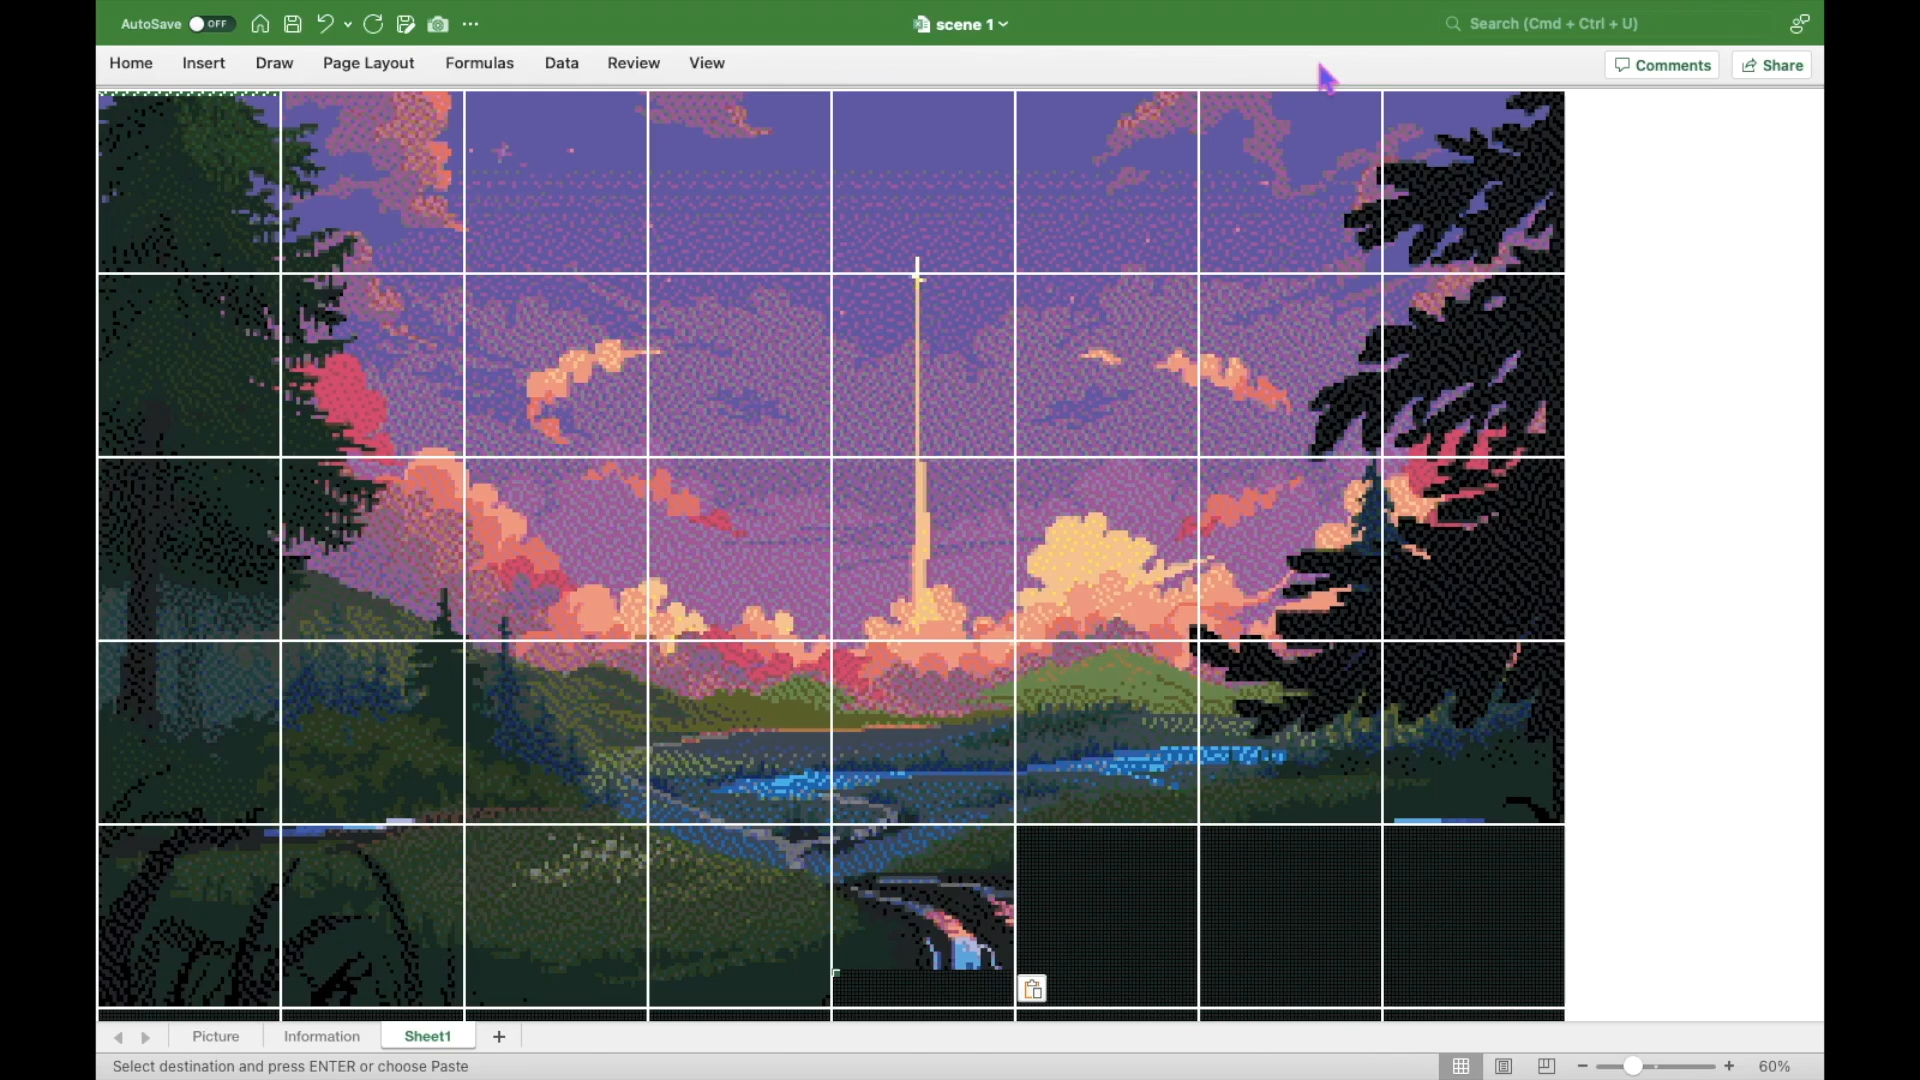 AutoSave OFF
scene 1
Search (Cmd + Ctrl + U)
Home Insert Draw Page Layout Formulas Data Review View
Comments Share
Picture Information Sheet1
Select destination and press ENTER or choose Paste
60%